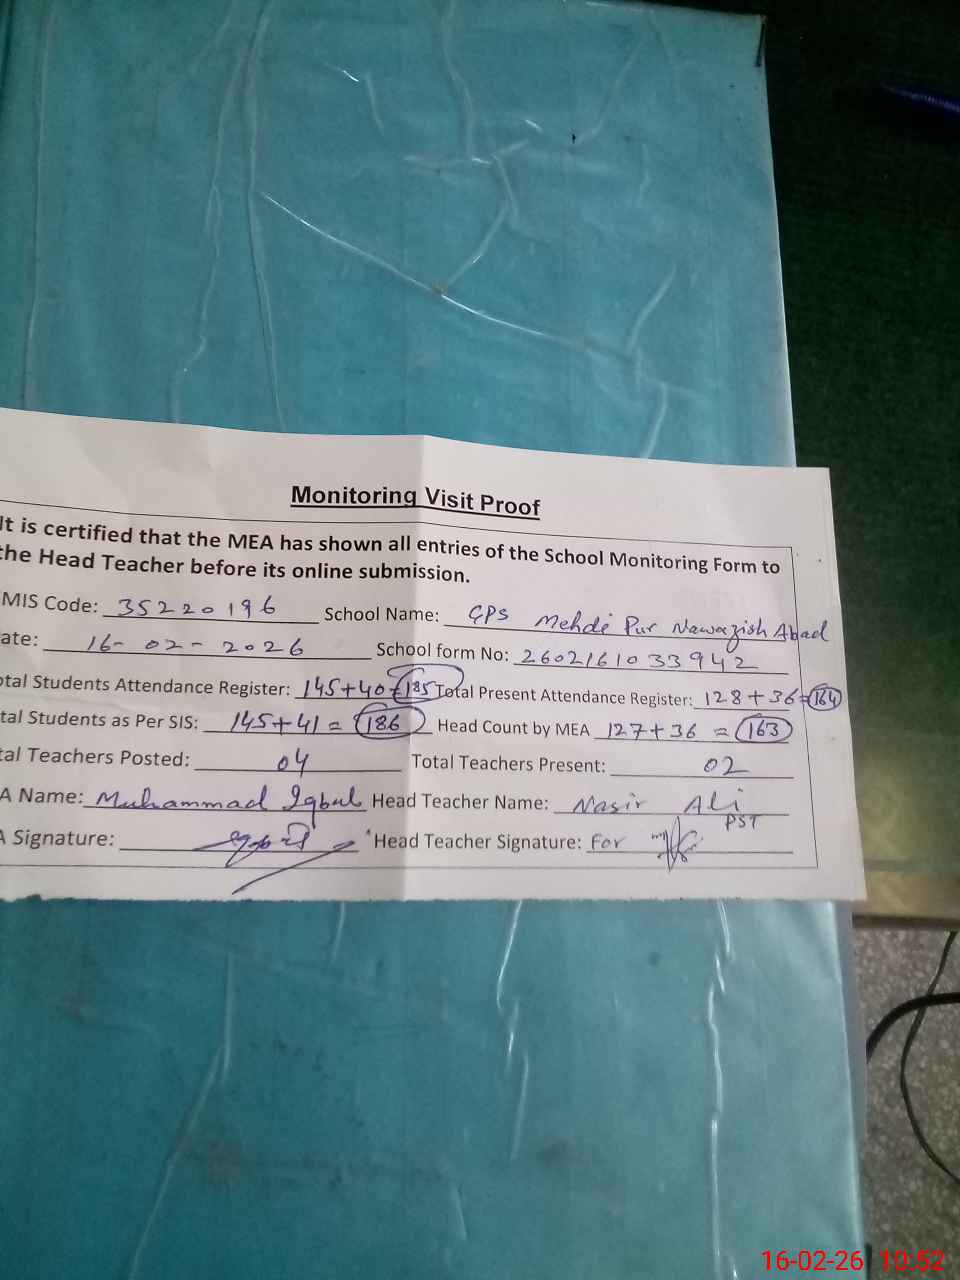 Monitoring Visit Proof
It is certified that the MEA has shown all entries of the School Monitoring Form to
the Head Teacher before its online submission.
MIS Code: 35220196 School Name: GPS Mehdi Pur Nawazish Abad
ate: 16-02-2026 School form No: 2602161033942
otal Students Attendance Register: 145+40=185 Total Present Attendance Register: 128+36=164
tal Students as Per SIS: 145+41=186 Head Count by MEA 127+36=163
tal Teachers Posted: 04 Total Teachers Present: 02
A Name: Muhammad Iqbal Head Teacher Name: Nasir Ali
PST
A Signature: Head Teacher Signature: For
16-02-26 10:52